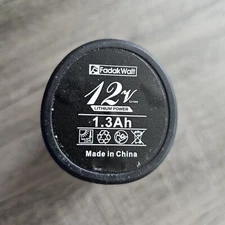 FadakWatt
12V
LITHIUM POWER
1.3Ah
Made in China